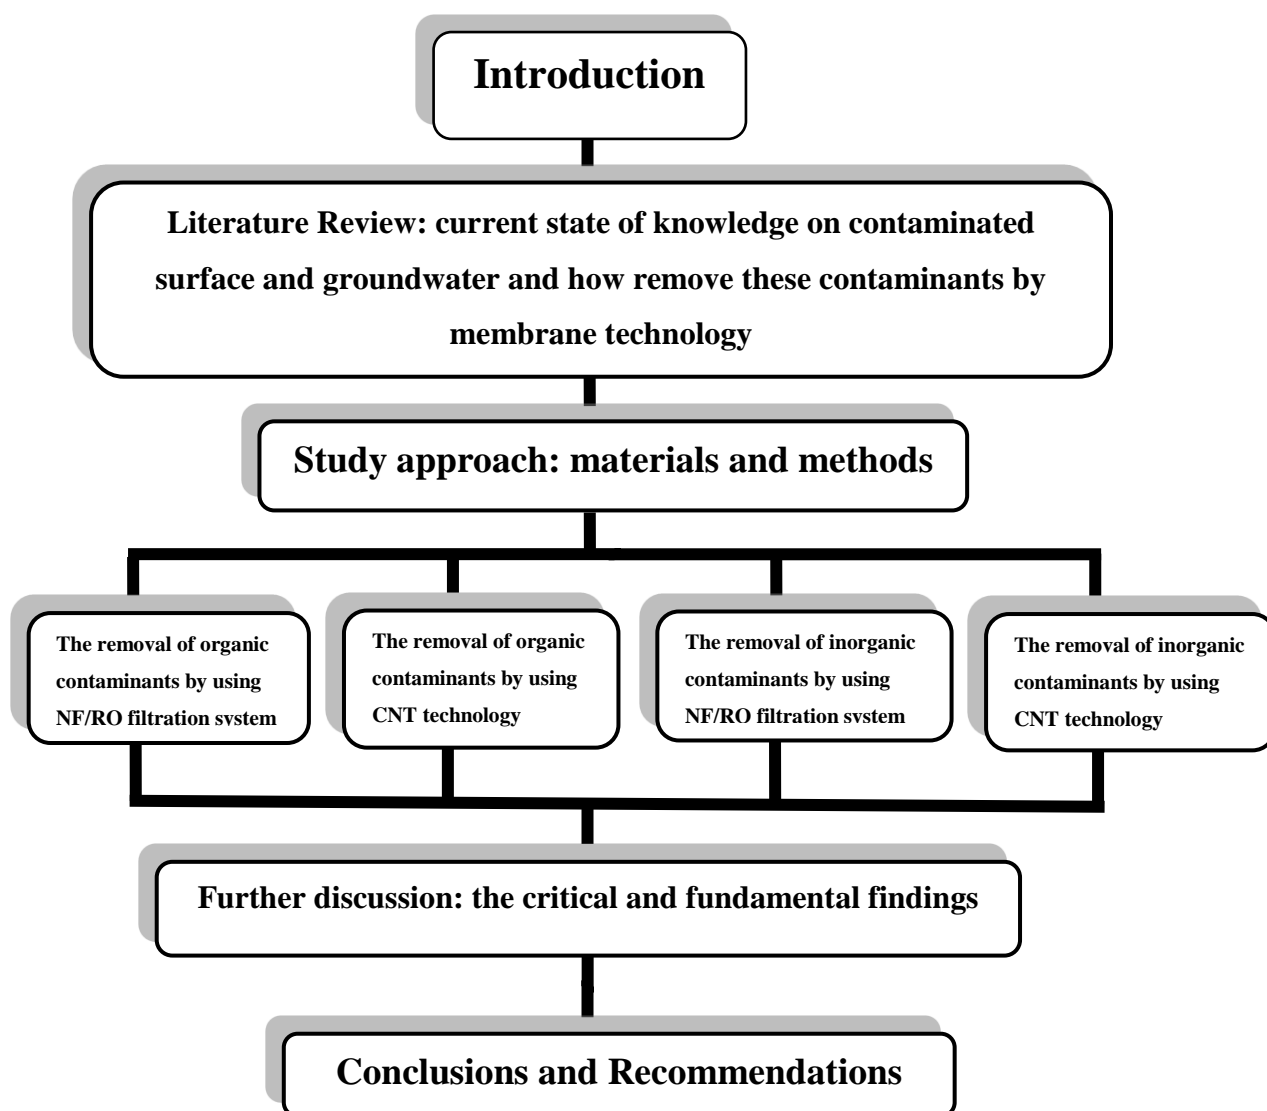 Introduction
Literature Review: current state of knowledge on contaminated
surface and groundwater and how remove these contaminants by
membrane technology
Study approach: materials and methods
The removal of organic
contaminants by using
NF/RO filtration system
The removal of organic
contaminants by using
CNT technology
The removal of inorganic
contaminants by using
NF/RO filtration system
The removal of inorganic
contaminants by using
CNT technology
Further discussion: the critical and fundamental findings
Conclusions and Recommendations